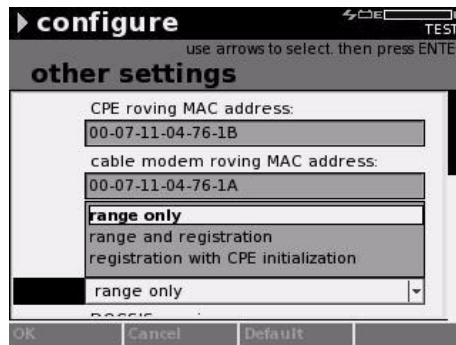 configure
TEST
use arrows to select. then press ENTE
other settings
CPE roving MAC address:
00-07-11-04-76-1B
cable modem roving MAC address:
00-07-11-04-76-1A
range only
range and registration
registration with CPE initialization
range only
OK
Cancel
Default